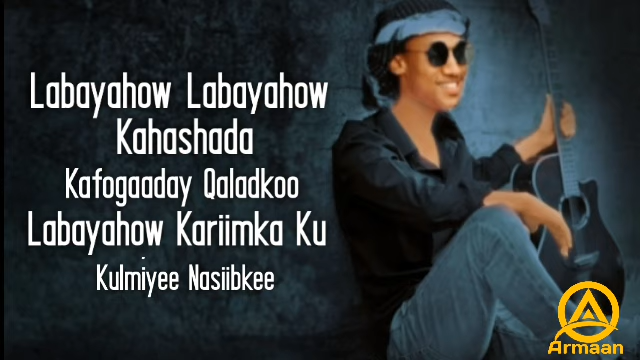 Labayahow Labayahow
Kahashada
Kafogaaday Qaladkoo
Labayahow Kariimka Ku
Kulmiyee Nasiibkee
Armaan